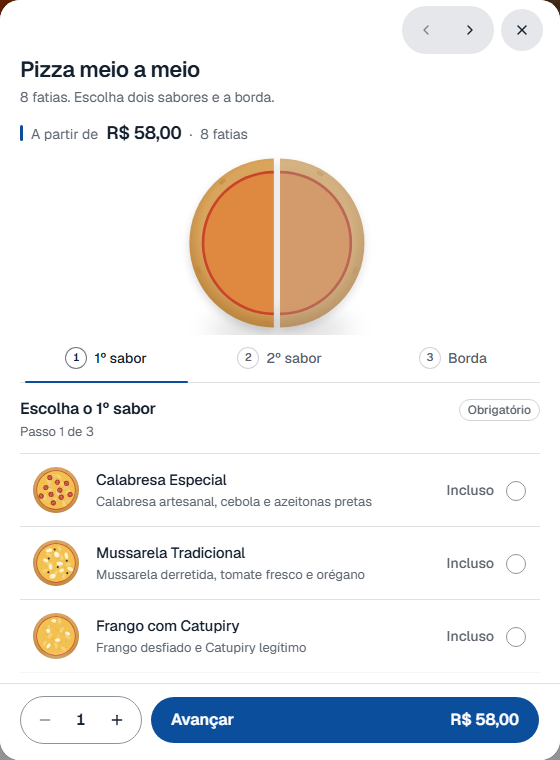 Pizza meio a meio
8 fatias. Escolha dois sabores e a borda.
A partir de R$ 58,00 · 8 fatias
1 1º sabor 2 2º sabor 3 Borda
Escolha o 1º sabor Obrigatório
Passo 1 de 3
Calabresa Especial
Calabresa artesanal, cebola e azeitonas pretas
Incluso
Mussarela Tradicional
Mussarela derretida, tomate fresco e orégano
Incluso
Frango com Catupiry
Frango desfiado e Catupiry legítimo
Incluso
− 1 + Avançar R$ 58,00